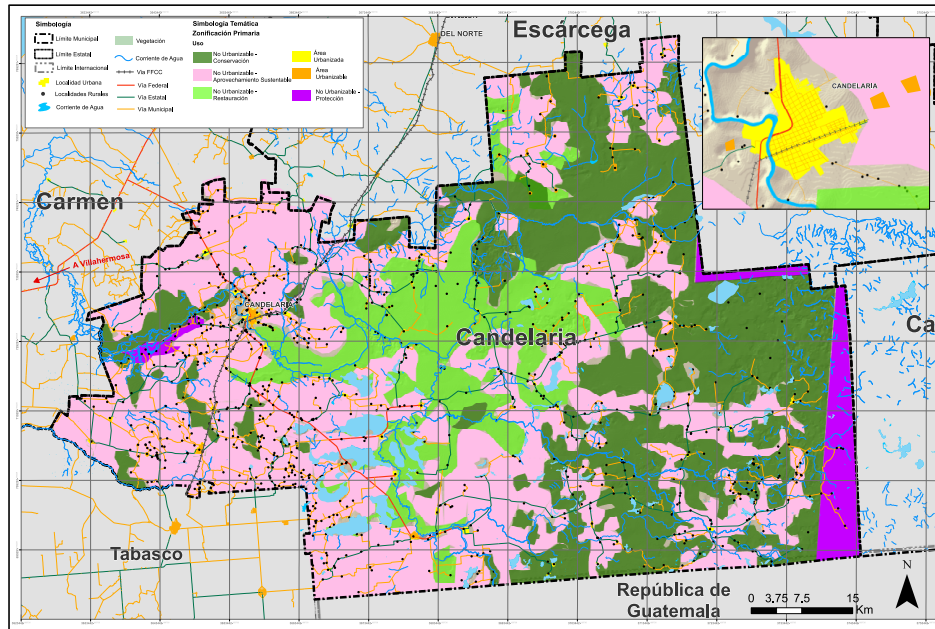 Simbología
Límite Municipal
Límite Estatal
Límite Internacional
Localidad Urbana
Localidades Rurales
Corriente de Agua
Vegetación
Corriente de Agua
Vía FFCC
Vía Federal
Vía Estatal
Vía Municipal
Simbología Temática
Zonificación Primaria
Uso
No Urbanizable -
Conservación
No Urbanizable -
Aprovechamiento Sustentable
No Urbanizable -
Restauración
Área
Urbanizada
Área
Urbanizable
No Urbanizable -
Protección
DEL NORTE
Escárcega
CANDELARÍA
Carmen
A Villahermosa
CANDELARÍA
Candelaria
Ca
Tabasco
República de
Guatemala
N
0 3.75 7.5 15
Km